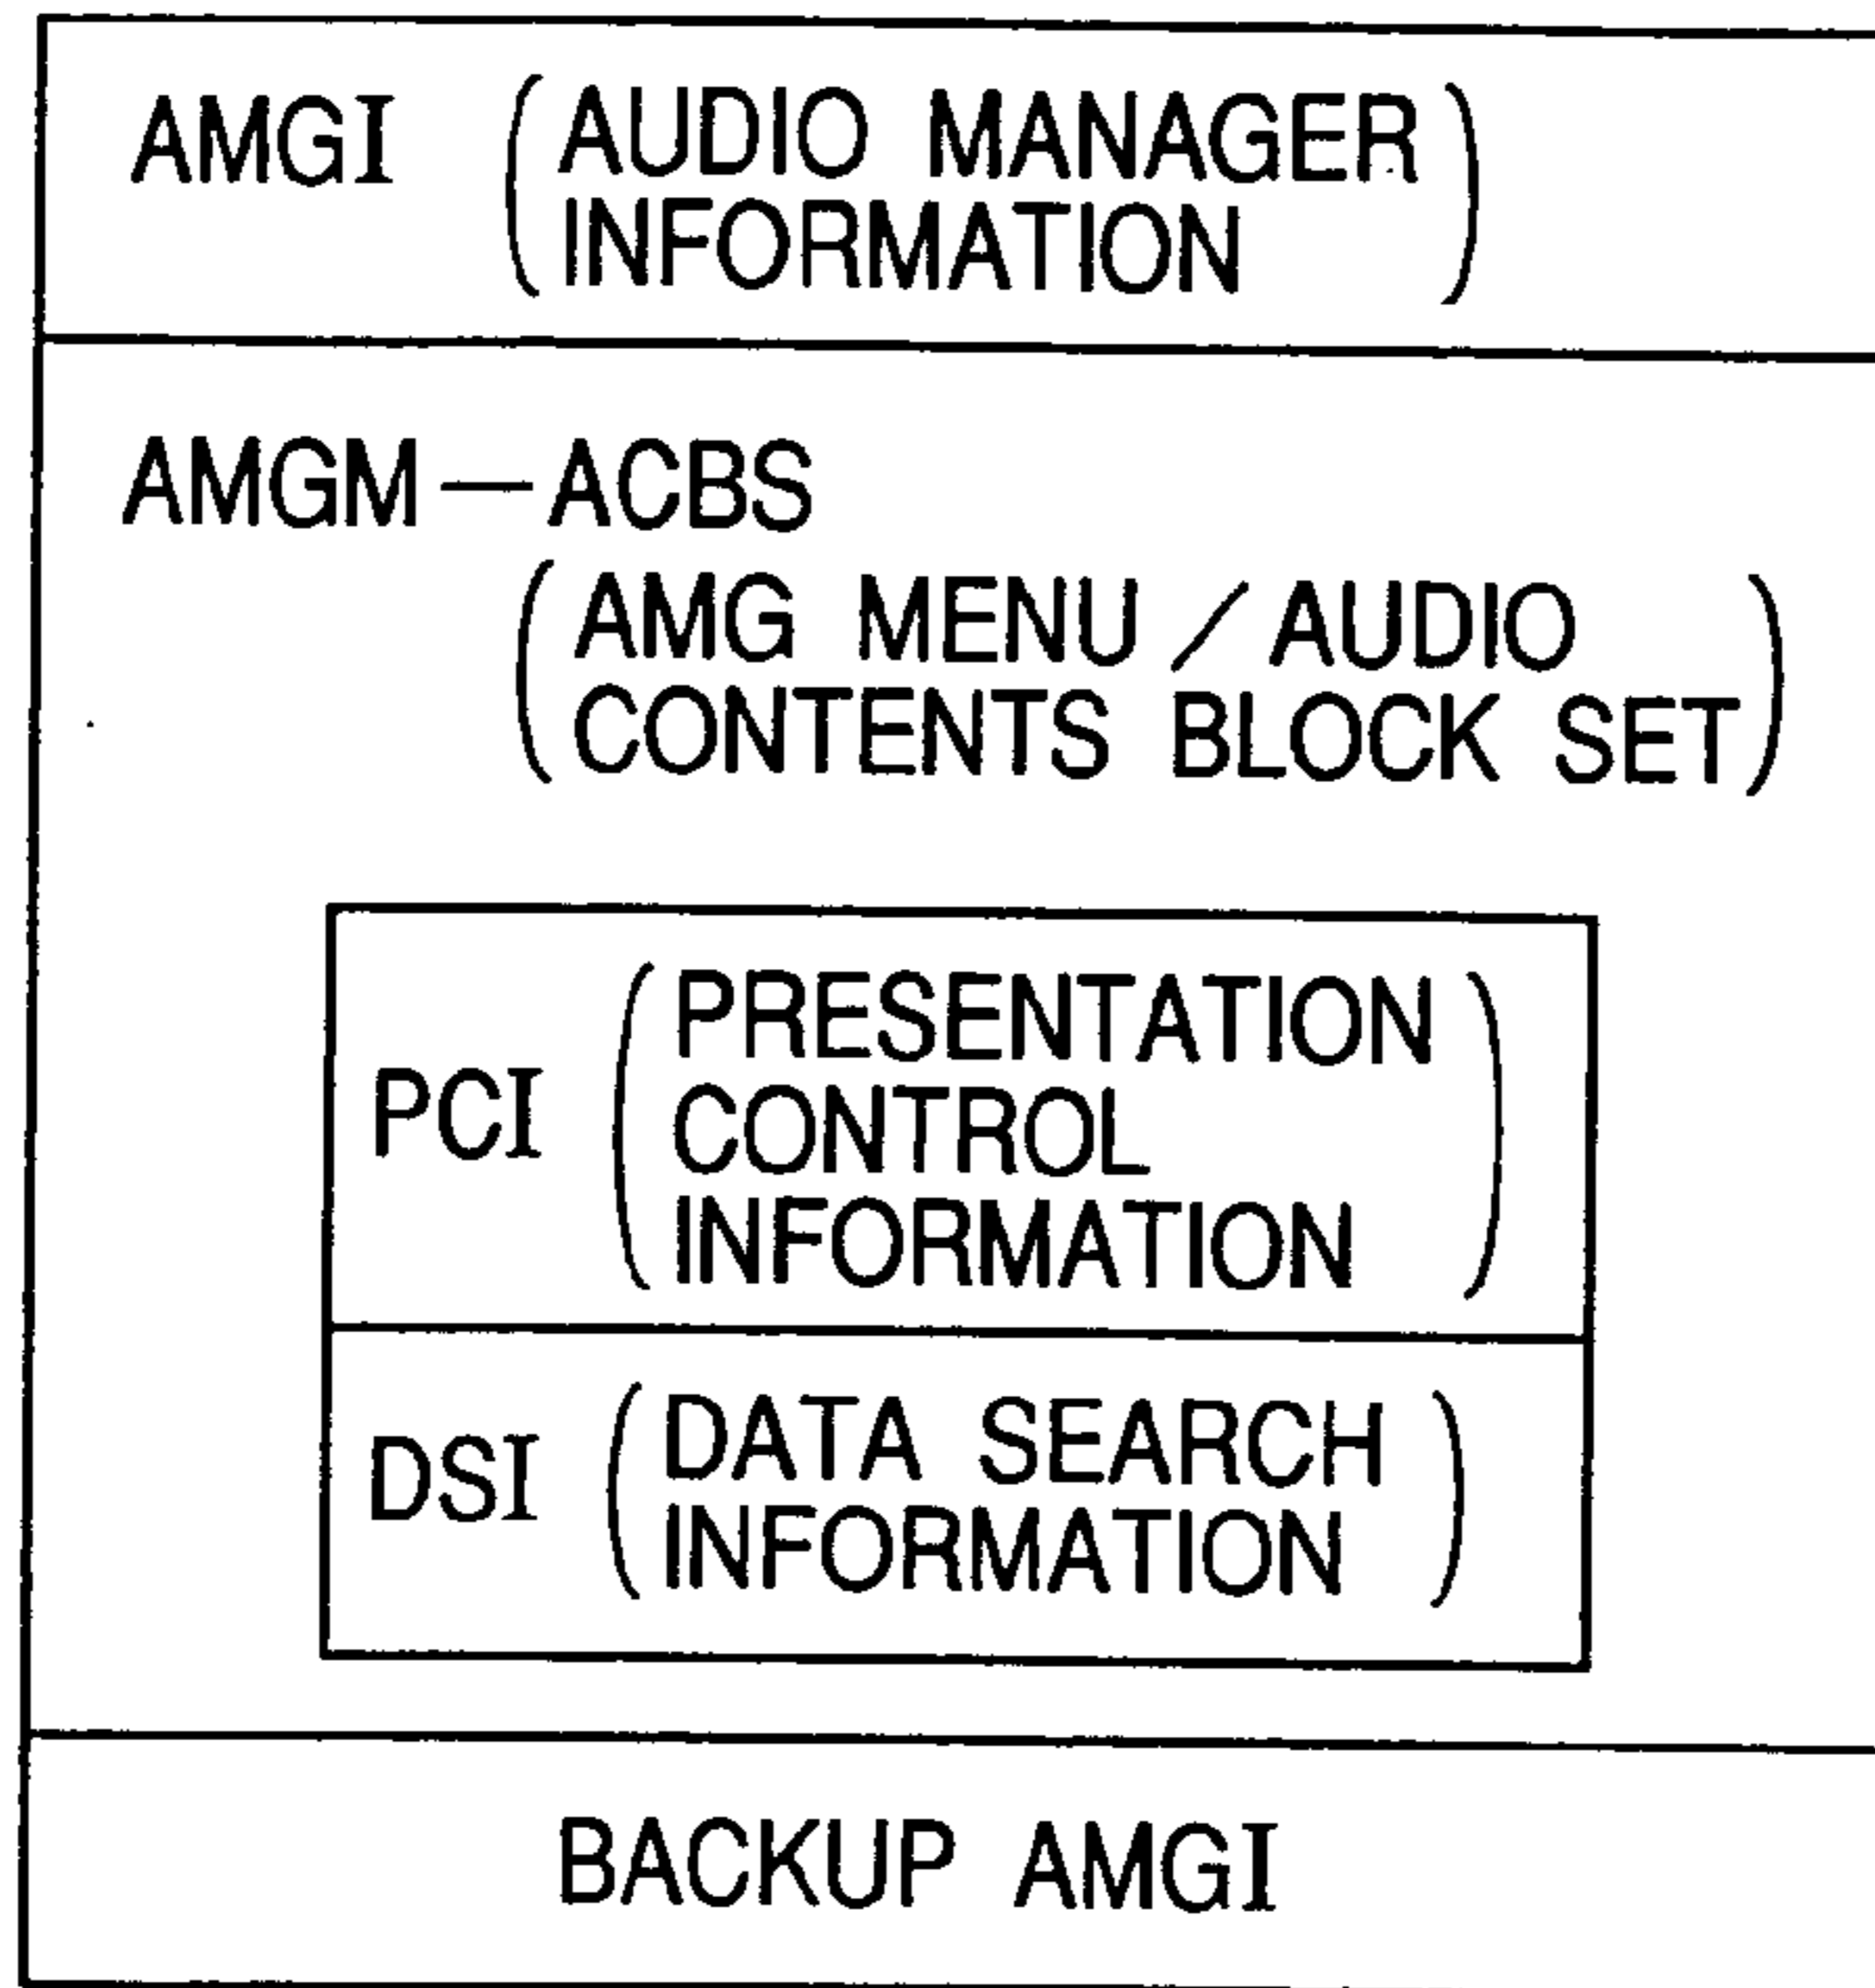 AMGI (AUDIO MANAGER
INFORMATION)
AMGM—ACBS
(AMG MENU/AUDIO
CONTENTS BLOCK SET)
PCI (PRESENTATION
CONTROL
INFORMATION)
DSI (DATA SEARCH
INFORMATION)
BACKUP AMGI